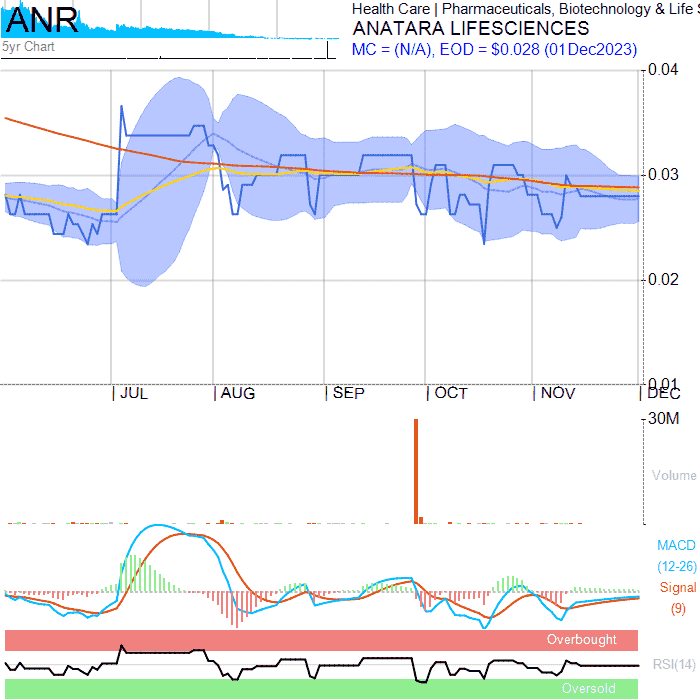 ANR
Health Care | Pharmaceuticals, Biotechnology & Life S
ANATARA LIFESCIENCES
5yr Chart
MC = (N/A), EOD = $0.028 (01Dec2023)
0.04
0.03
0.02
0.01
JUL AUG SEP OCT NOV DEC
30M
Volume
MACD
(12-26)
Signal
(9)
Overbought
RSI(14)
Oversold